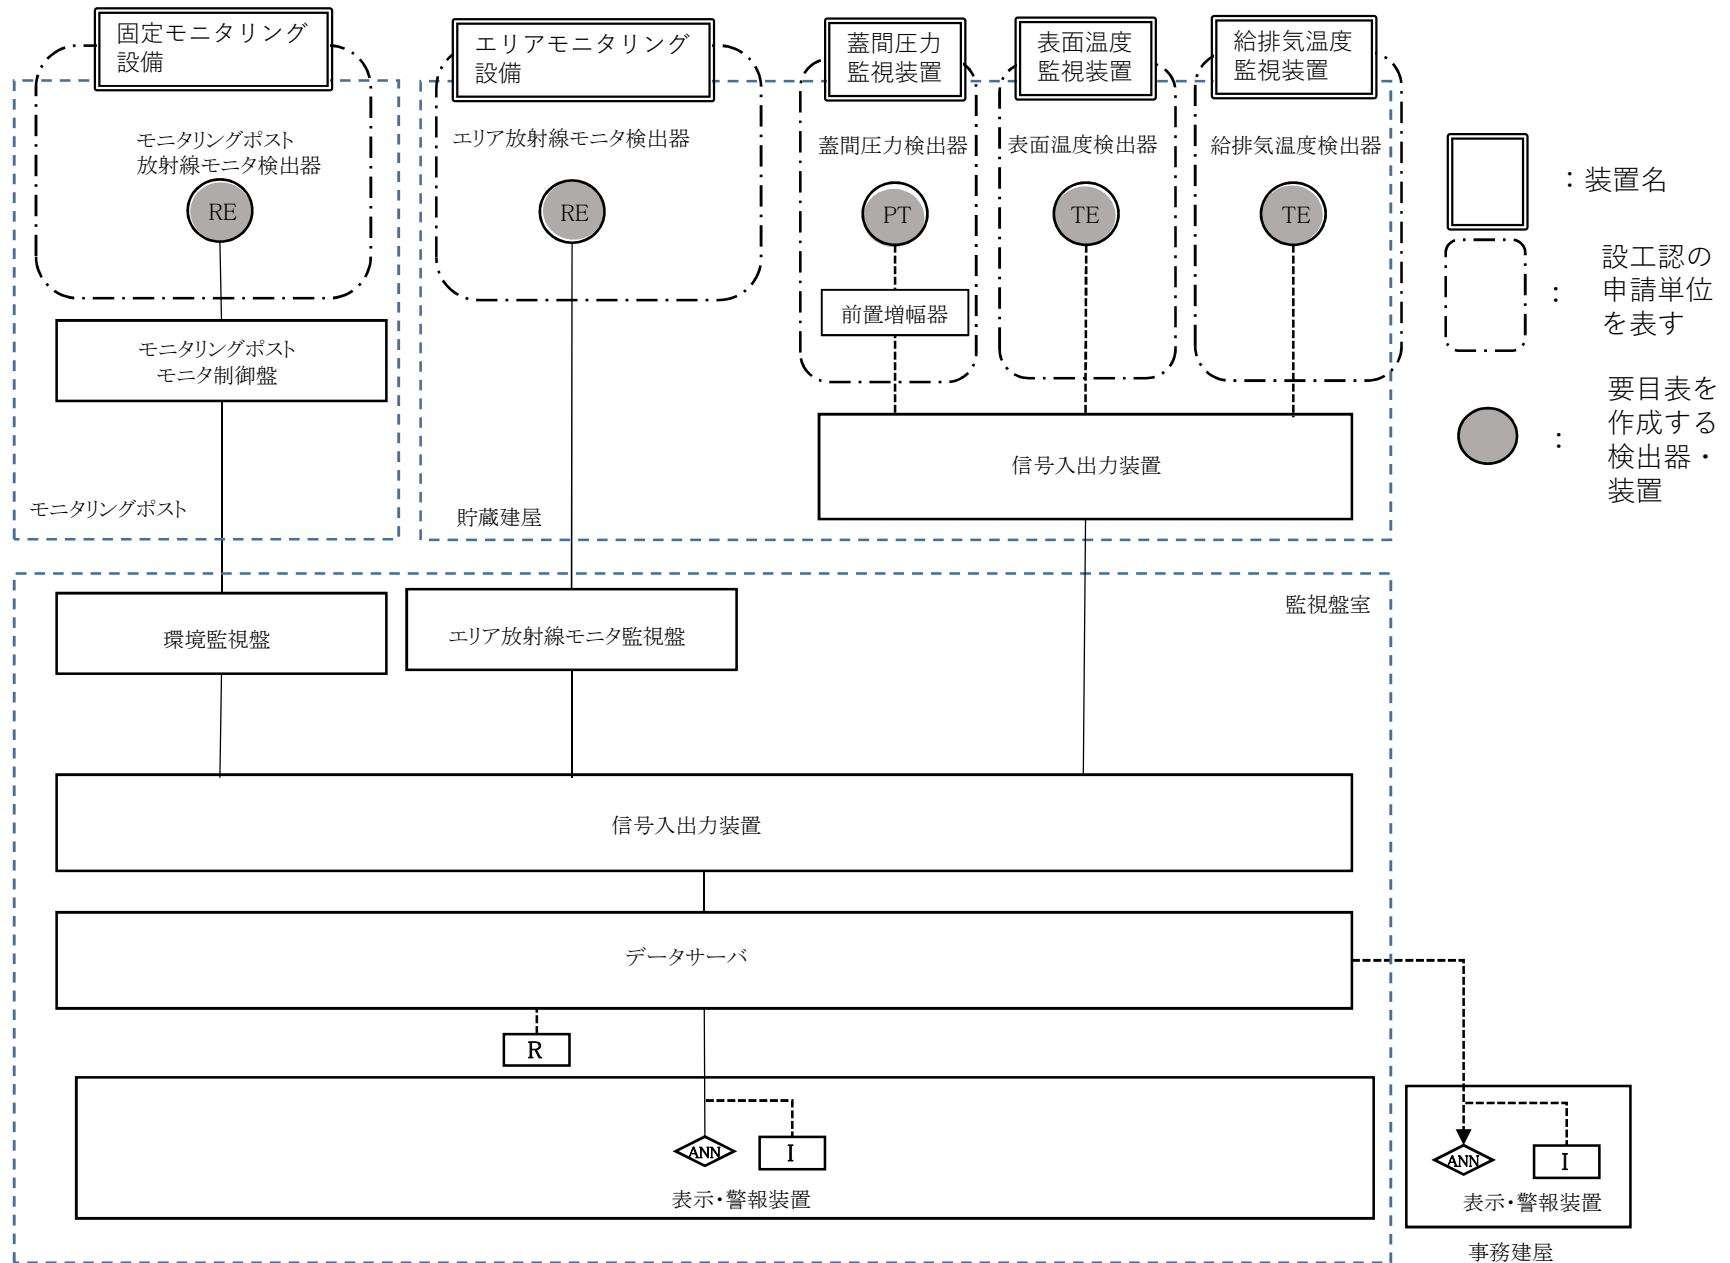 固定モニタリング
設備
エリアモニタリング
設備
蓋間圧力
監視装置
表面温度
監視装置
給排気温度
監視装置
モニタリングポスト
放射線モニタ検出器
エリア放射線モニタ検出器
蓋間圧力検出器
表面温度検出器
給排気温度検出器
RE
RE
PT
TE
TE
前置増幅器
モニタリングポスト
モニタ制御盤
信号入出力装置
モニタリングポスト
貯蔵建屋
:装置名
設工認の
:申請単位
を表す
要目表を
作成する
:検出器・
装置
監視盤室
環境監視盤
エリア放射線モニタ監視盤
信号入出力装置
データサーバ
R
ANN
I
表示・警報装置
ANN
I
表示・警報装置
事務建屋